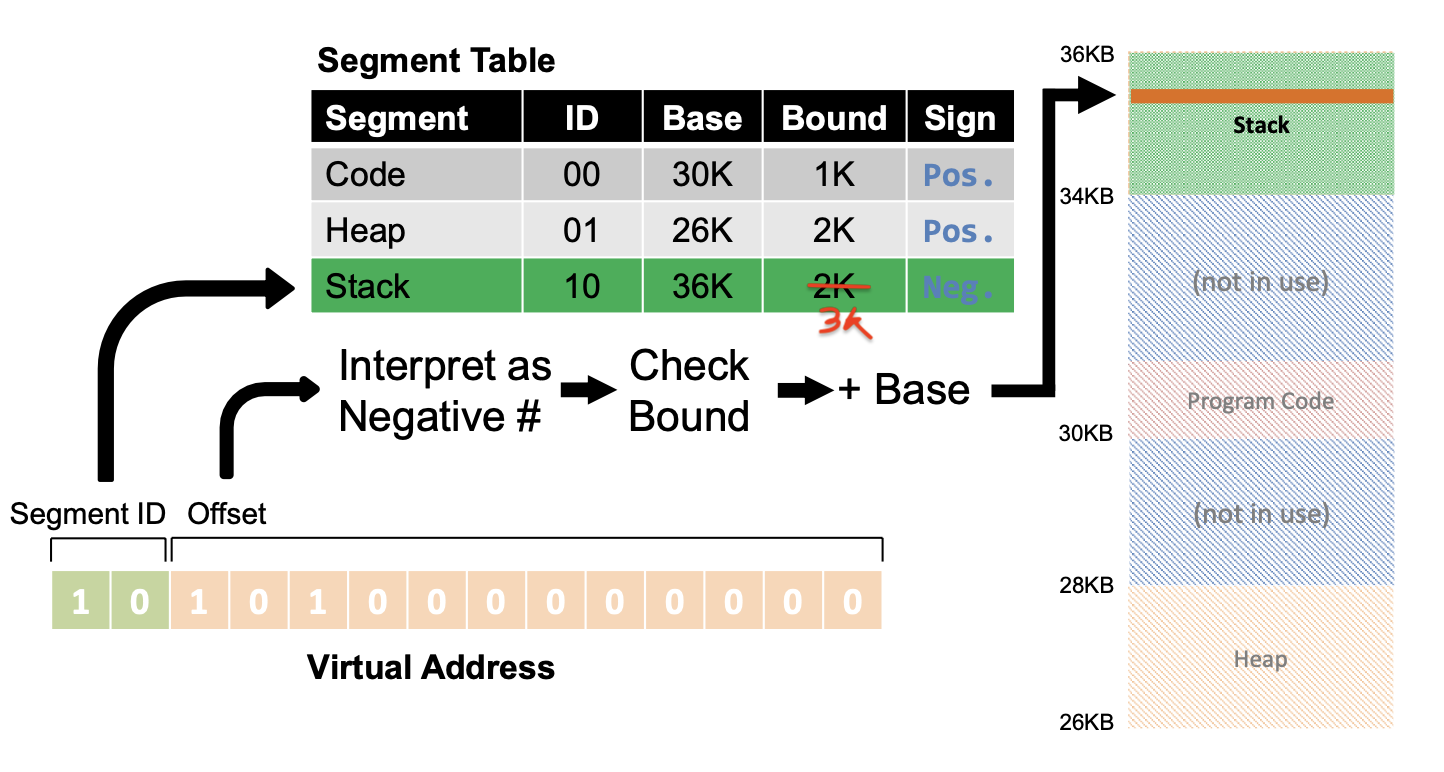 Segment Table
Segment ID Base Bound Sign
Code 00 30K 1K Pos.
Heap 01 26K 2K Pos.
Stack 10 36K 2K Neg.
3K
Interpret as
Negative #
Check
Bound
+ Base
Segment ID Offset
1 0 1 0 1 0 0 0 0 0 0 0 0 0
Virtual Address
36KB
Stack
34KB
(not in use)
Program Code
30KB
(not in use)
28KB
Heap
26KB